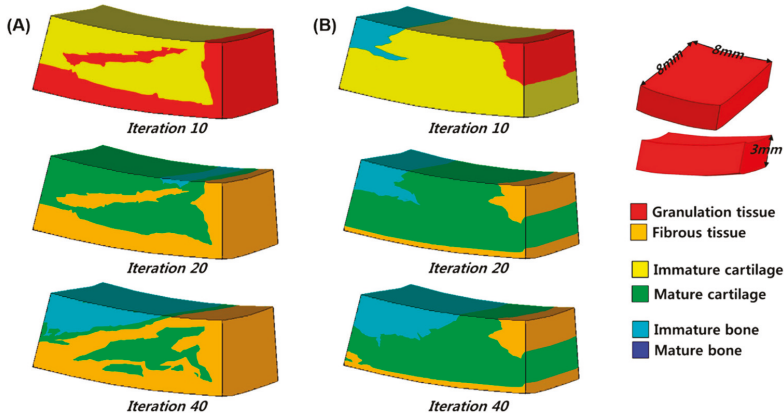 (A)
(B)
Iteration 10
Iteration 10
8mm
8mm
3mm
Iteration 20
Iteration 20
Granulation tissue
Fibrous tissue
Immature cartilage
Mature cartilage
Immature bone
Mature bone
Iteration 40
Iteration 40